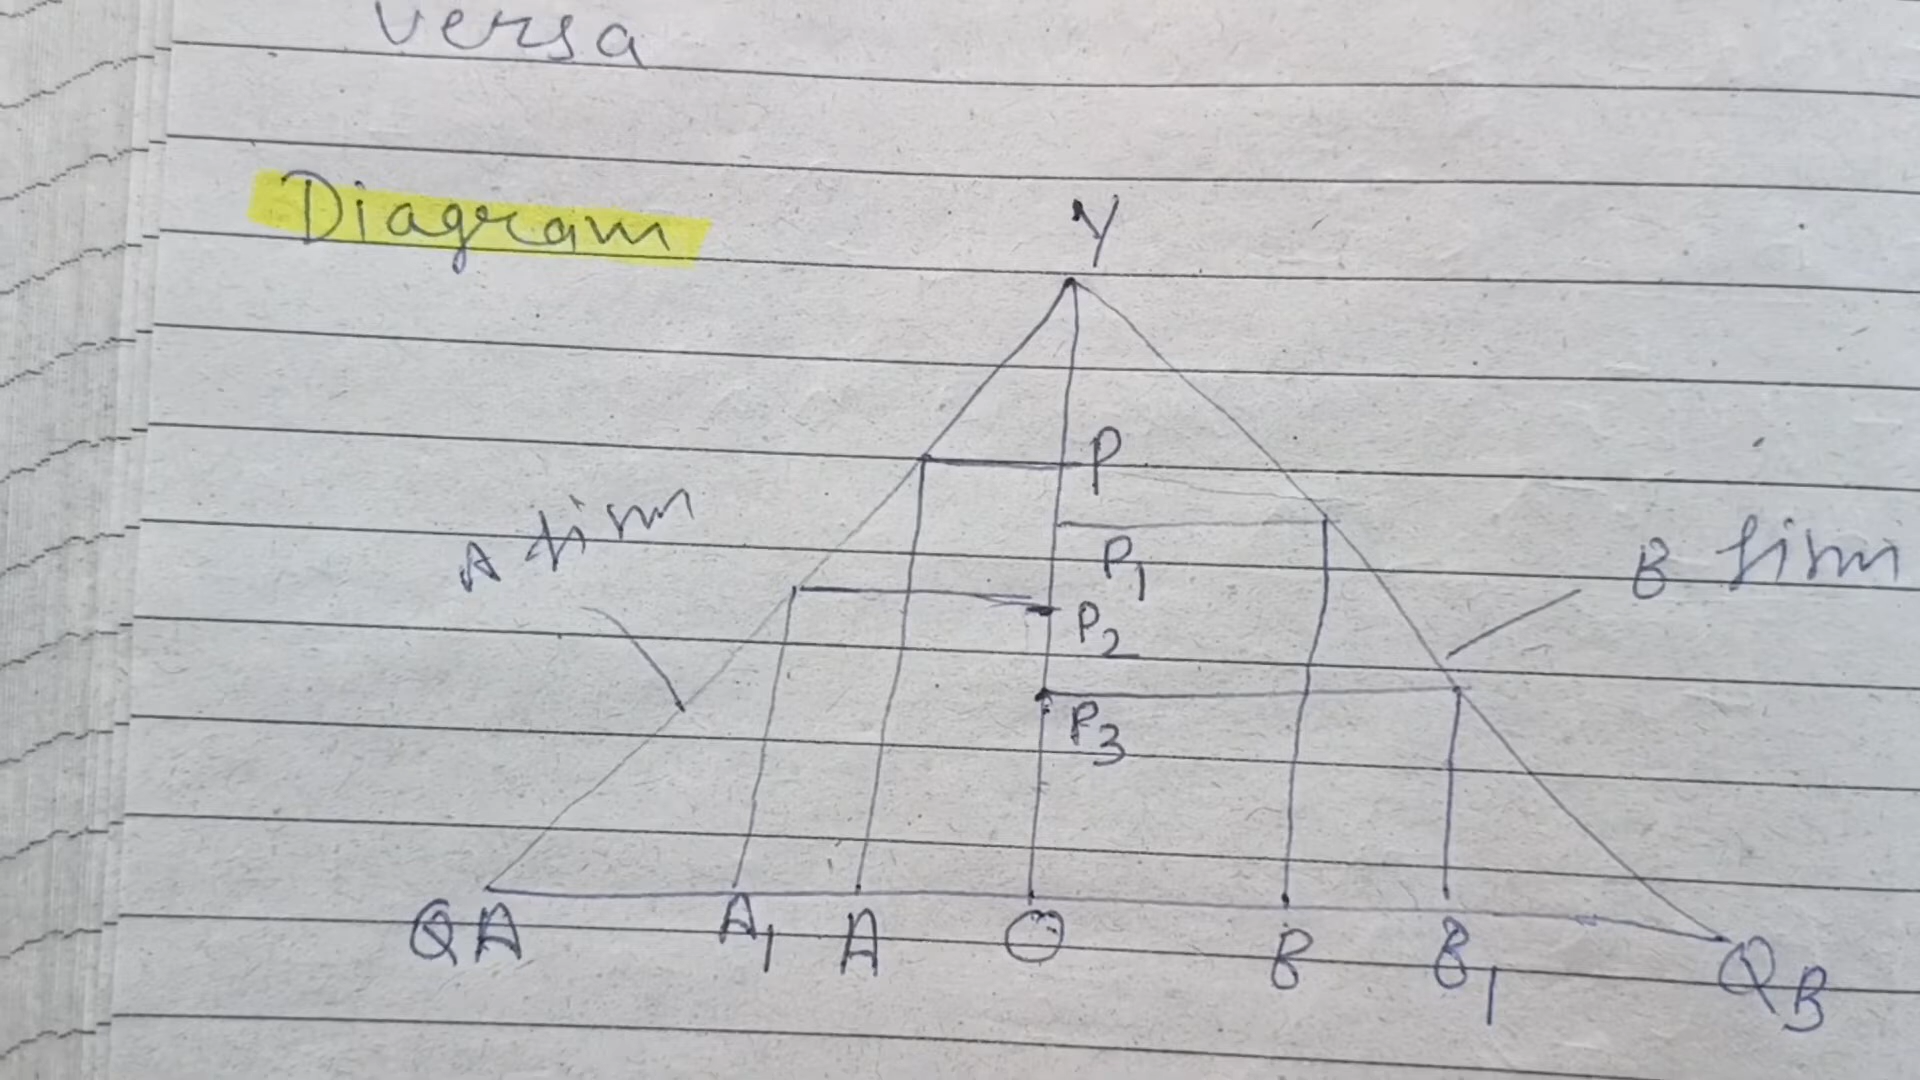 versa
Diagram
Y
P
A firm
P1
B firm
P2
P3
QA A1 A O B B1 QB